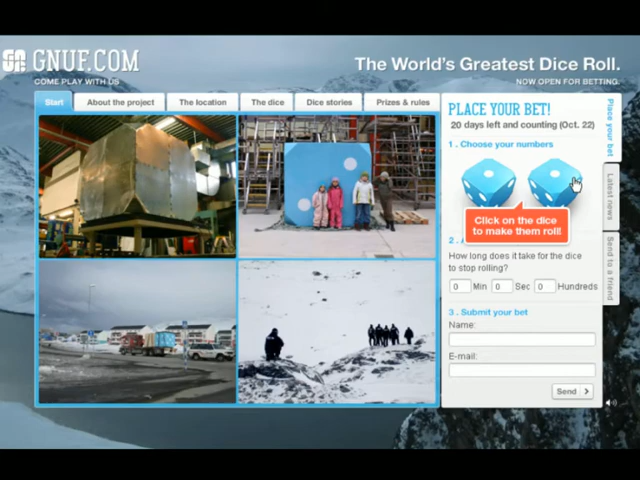 GNUF.COM
COME PLAY WITH US
The World's Greatest Dice Roll.
NOW OPEN FOR BETTING.
Start
About the project
The location
The dice
Dice stories
Prizes & rules
PLACE YOUR BET!
20 days left and counting (Oct. 22)
1. Choose your numbers
Click on the dice
to make them roll!
2.
How long does it take for the dice
to stop rolling?
0 Min 0 Sec 0 Hundreds
3. Submit your bet
Name:
E-mail:
Send
Place your bet
Latest news
Send to a friend